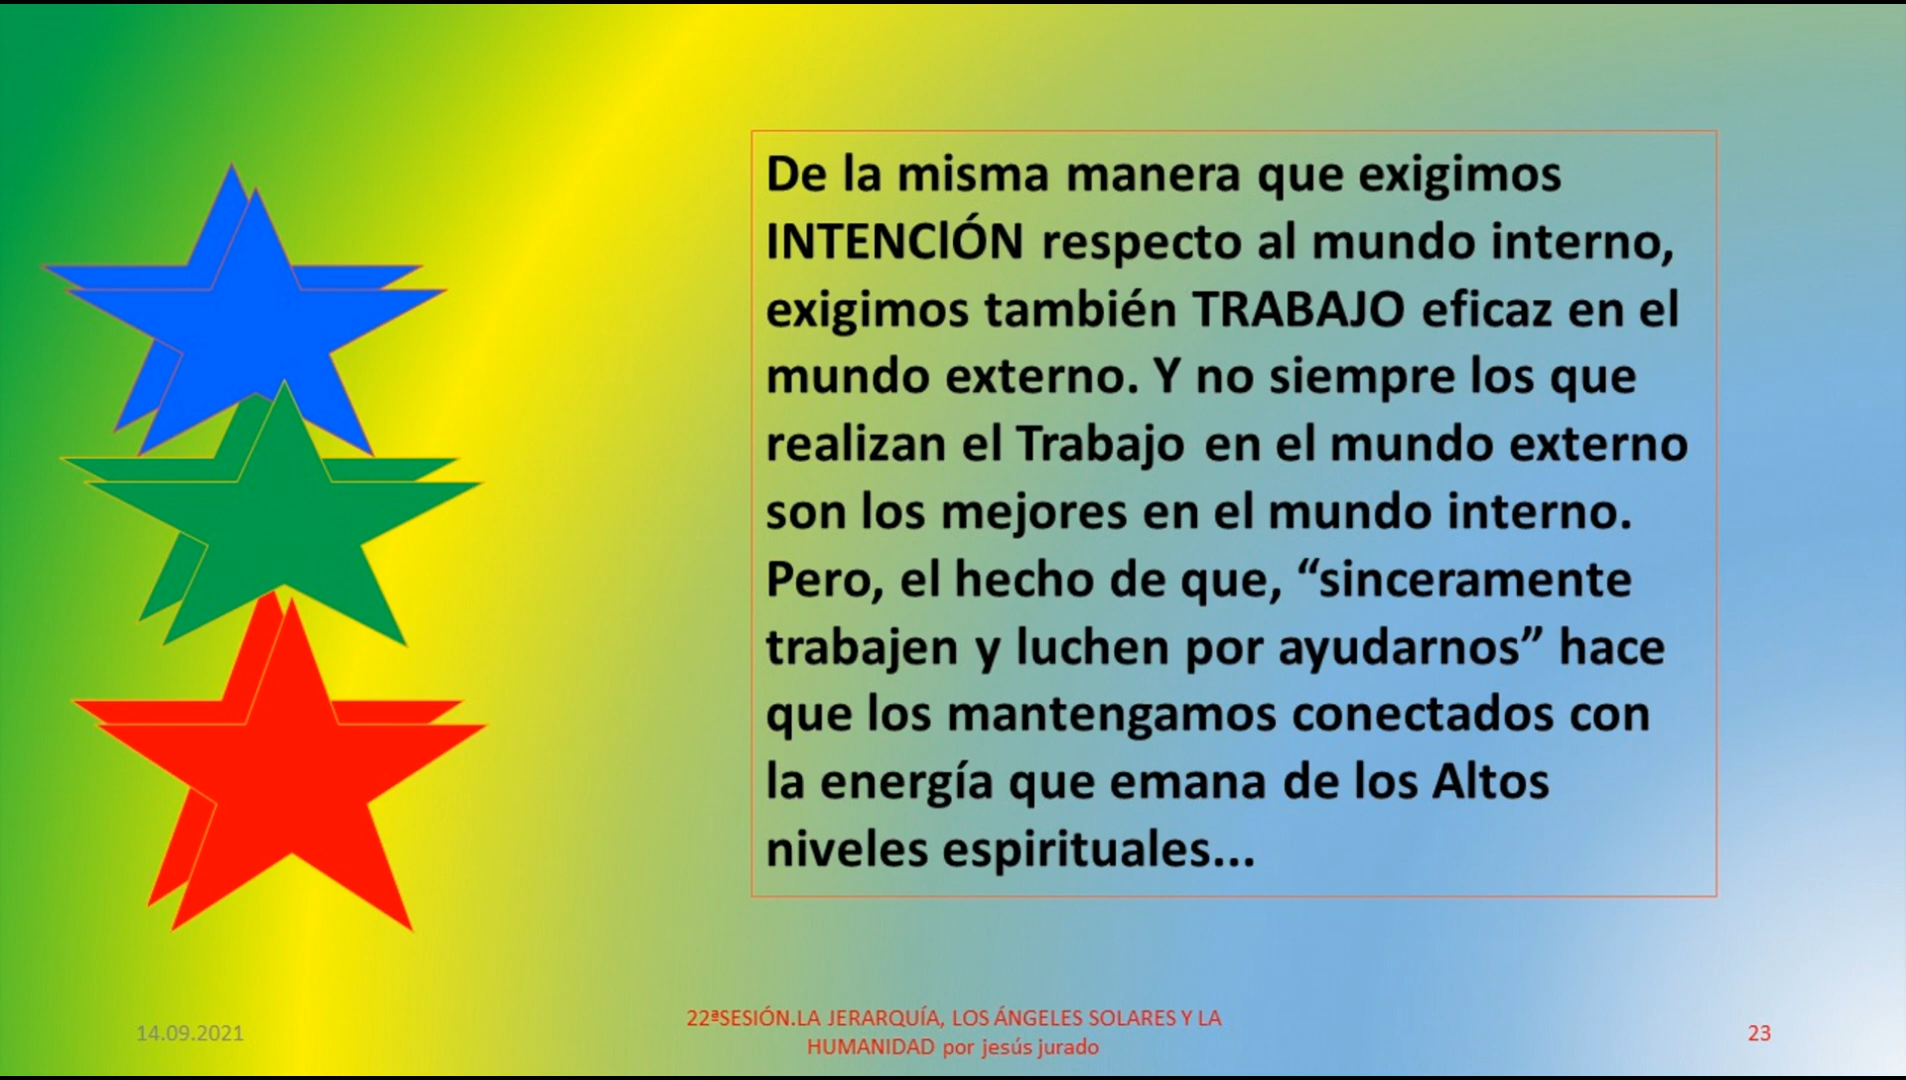 De la misma manera que exigimos
INTENCIÓN respecto al mundo interno,
exigimos también TRABAJO eficaz en el
mundo externo. Y no siempre los que
realizan el Trabajo en el mundo externo
son los mejores en el mundo interno.
Pero, el hecho de que, “sinceramente
trabajen y luchen por ayudarnos” hace
que los mantengamos conectados con
la energía que emana de los Altos
niveles espirituales...
14.09.2021
22ªSESIÓN.LA JERARQUÍA, LOS ÁNGELES SOLARES Y LA
HUMANIDAD por jesús jurado
23